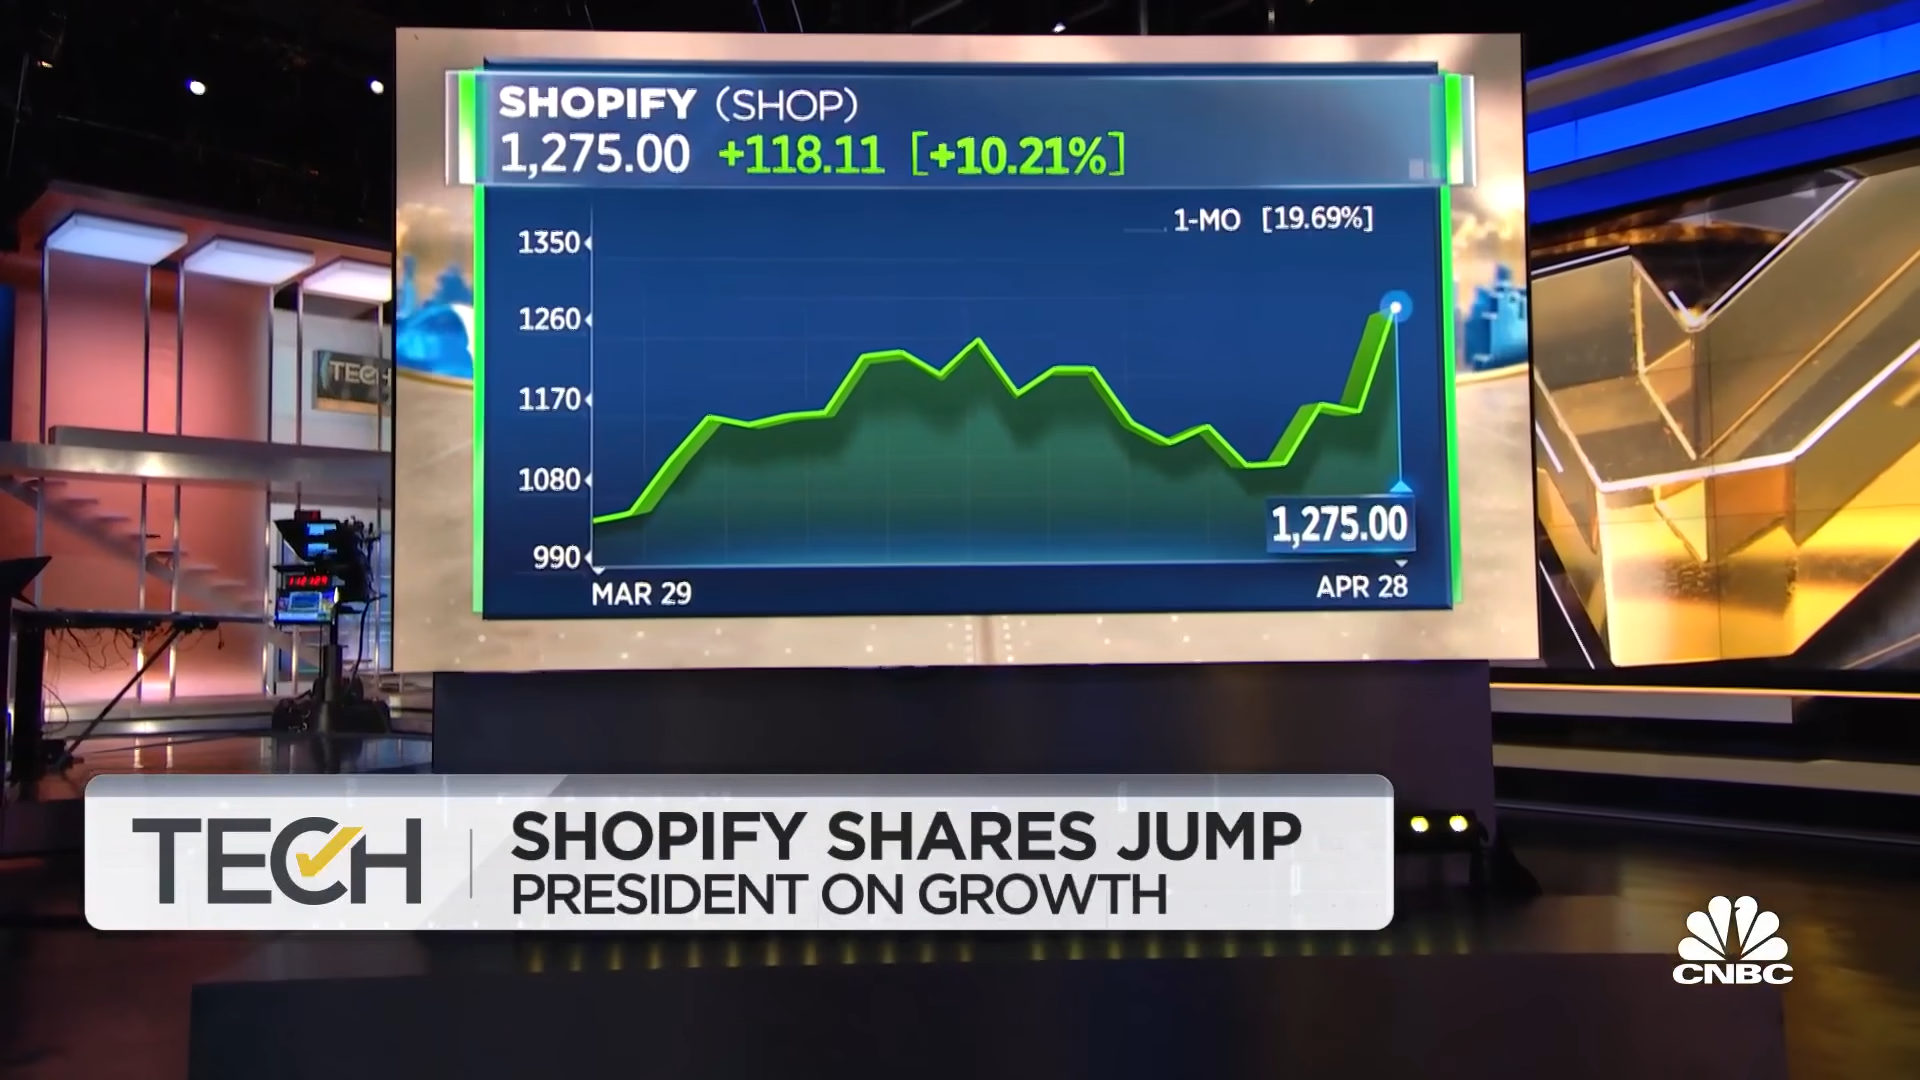 SHOPIFY (SHOP)
1,275.00 +118.11 [+10.21%]
1-MO [19.69%]
1350
1260
1170
1080
990
1,275.00
MAR 29
APR 28
TECH
TECH
SHOPIFY SHARES JUMP
PRESIDENT ON GROWTH
CNBC